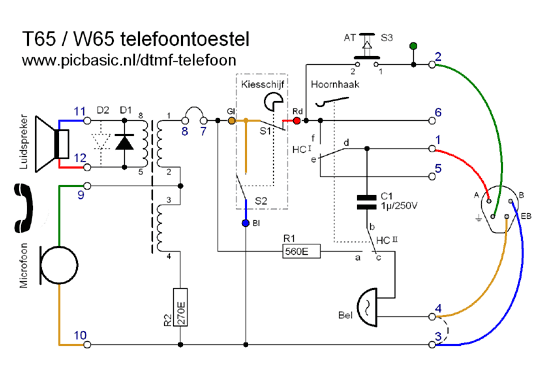 T65 / W65 telefoontoestel
www.picbasic.nl/dtmf-telefoon
AT S3
2 1 2
Kiesschijf
Hoornhaak
Luidspreker
11 D2 D1 8 1
8 7 Gl S1 Rd 6
f
HC I d 1
e
12 5 2
5
9
A B
EB
3
S2
C1
1µ/250V
Bl
b
HC II
Microfoon
4
R1
560E
a c
R2
270E
Bel
4
10 3